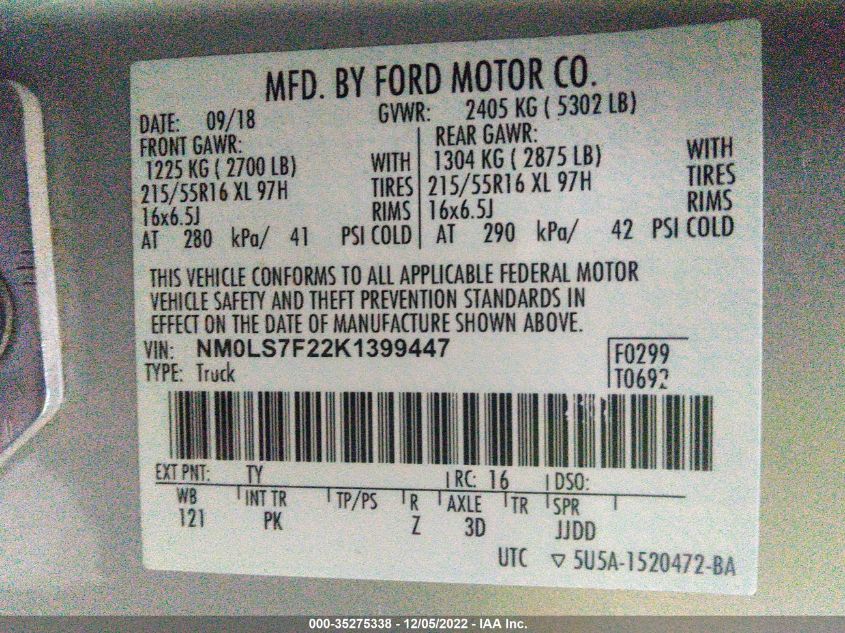 MFD. BY FORD MOTOR CO.
DATE: 09/18 GVWR: 2405 KG ( 5302 LB)
FRONT GAWR: REAR GAWR:
1225 KG ( 2700 LB) WITH 1304 KG ( 2875 LB) WITH
215/55R16 XL 97H TIRES 215/55R16 XL 97H TIRES
16x6.5J RIMS 16x6.5J RIMS
AT 280 kPa/ 41 PSI COLD AT 290 kPa/ 42 PSI COLD
THIS VEHICLE CONFORMS TO ALL APPLICABLE FEDERAL MOTOR
VEHICLE SAFETY AND THEFT PREVENTION STANDARDS IN
EFFECT ON THE DATE OF MANUFACTURE SHOWN ABOVE.
VIN: NM0LS7F22K1399447 F0299
TYPE: Truck T0692
EXT PNT: TY RC: 16 DSO:
WB INT TR TP/PS R AXLE TR SPR
121 PK Z 3D JJDD
UTC ▽ 5U5A-1520472-BA
000-35275338 - 12/05/2022 - IAA Inc.